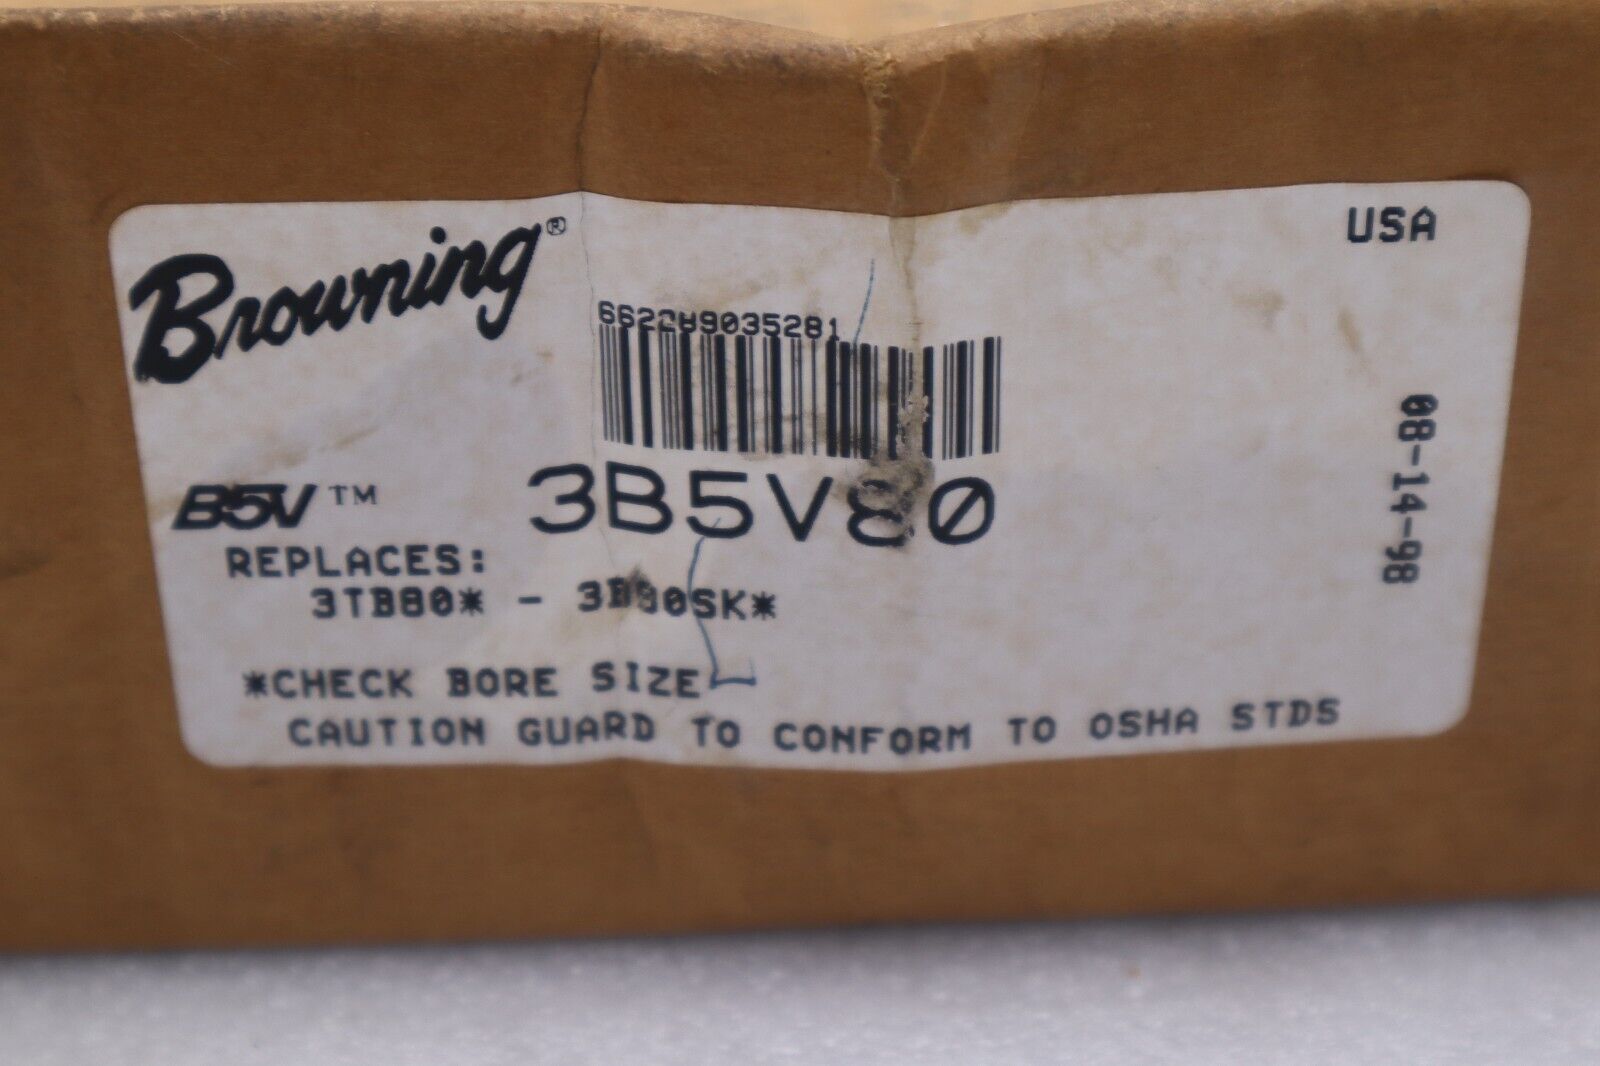 Browning®
USA
B5V™
3B5V80
08-14-98
REPLACES:
3TB80* - 3B80SK*
*CHECK BORE SIZE
CAUTION GUARD TO CONFORM TO OSHA STDS